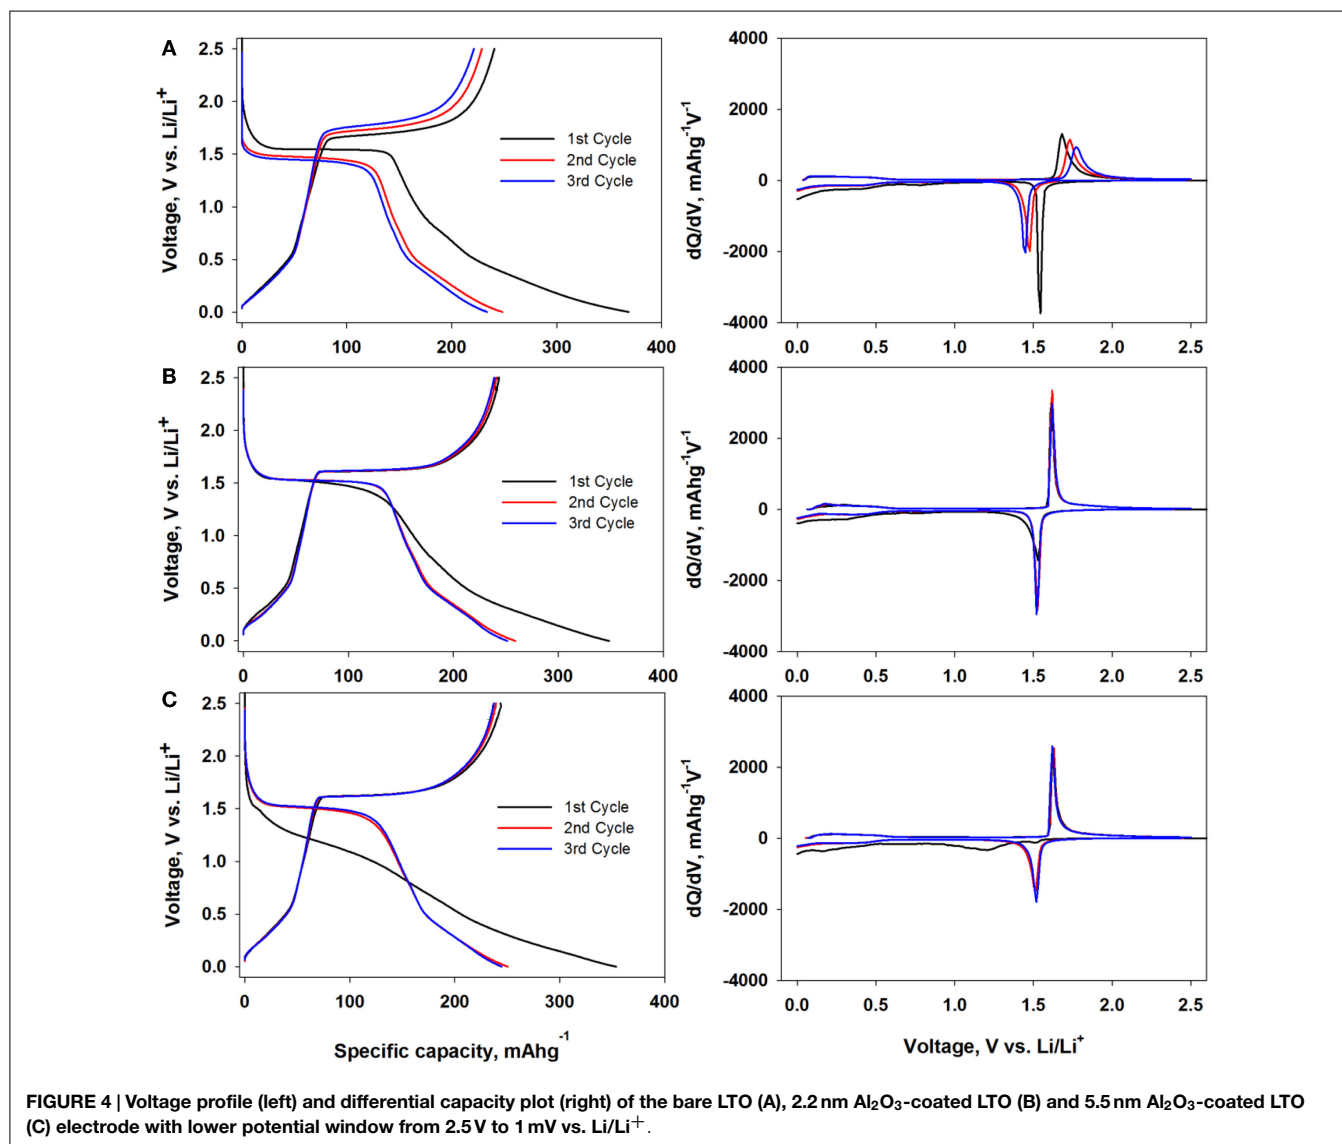 A
2.5
2.0
1.5
1.0
0.5
0.0
Voltage, V vs. Li/Li⁺
1st Cycle
2nd Cycle
3rd Cycle
0 100 200 300 400
4000
2000
0
-2000
-4000
dQ/dV, mAhg⁻¹V⁻¹
0.0 0.5 1.0 1.5 2.0 2.5
B
2.5
2.0
1.5
1.0
0.5
0.0
Voltage, V vs. Li/Li⁺
1st Cycle
2nd Cycle
3rd Cycle
0 100 200 300 400
4000
2000
0
-2000
-4000
dQ/dV, mAhg⁻¹V⁻¹
0.0 0.5 1.0 1.5 2.0 2.5
C
2.5
2.0
1.5
1.0
0.5
0.0
Voltage, V vs. Li/Li⁺
1st Cycle
2nd Cycle
3rd Cycle
0 100 200 300 400
Specific capacity, mAhg⁻¹
4000
2000
0
-2000
-4000
dQ/dV, mAhg⁻¹V⁻¹
0.0 0.5 1.0 1.5 2.0 2.5
Voltage, V vs. Li/Li⁺
FIGURE 4 | Voltage profile (left) and differential capacity plot (right) of the bare LTO (A), 2.2 nm Al₂O₃-coated LTO (B) and 5.5 nm Al₂O₃-coated LTO
(C) electrode with lower potential window from 2.5 V to 1 mV vs. Li/Li⁺.